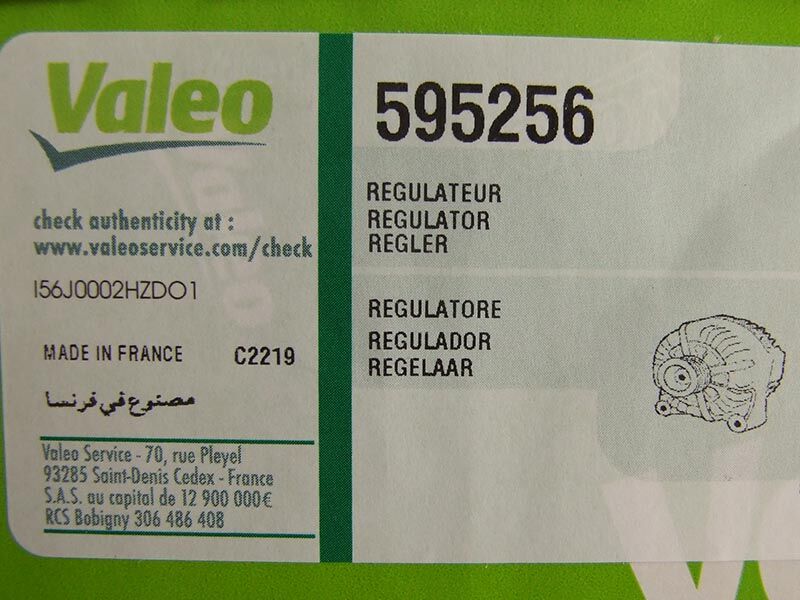 Valeo
check authenticity at :
www.valeoservice.com/check
I56J0002HZDO1
MADE IN FRANCE C2219
مصنوع في فرنسا
Valeo Service - 70, rue Pleyel
93285 Saint-Denis Cedex - France
S.A.S. au capital de 12 900 000€
RCS Bobigny 306 486 408
595256
REGULATEUR
REGULATOR
REGLER
REGULATORE
REGULADOR
REGELAAR